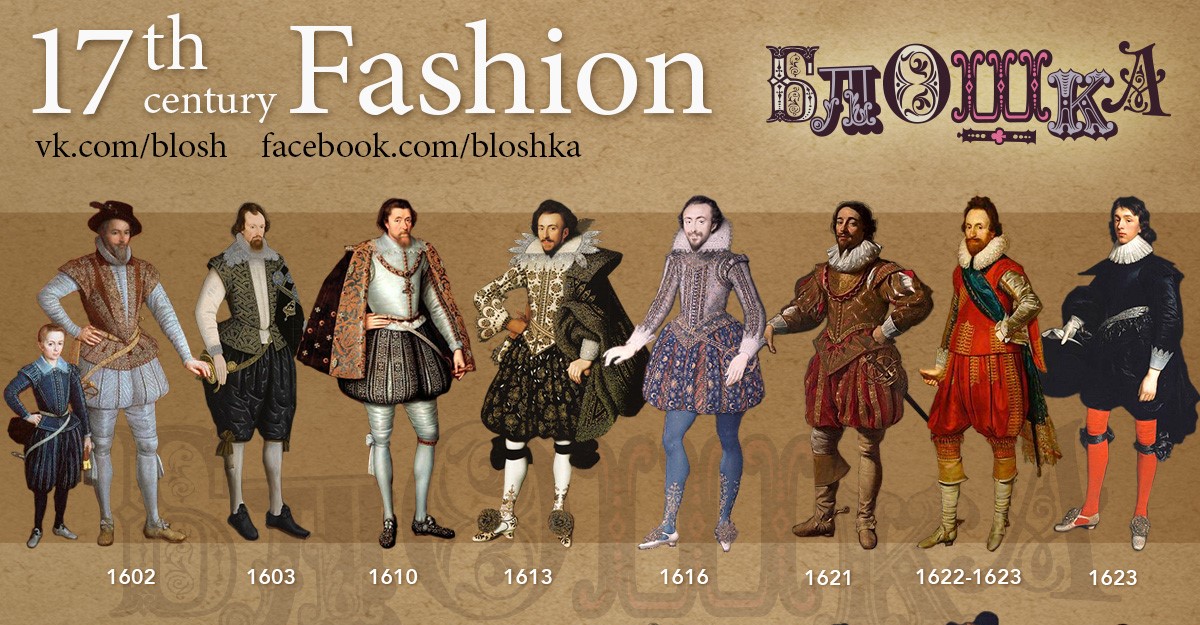 17th century Fashion
БЛОШКА
vk.com/blosh facebook.com/bloshka
1602 1603 1610 1613 1616 1621 1622-1623 1623